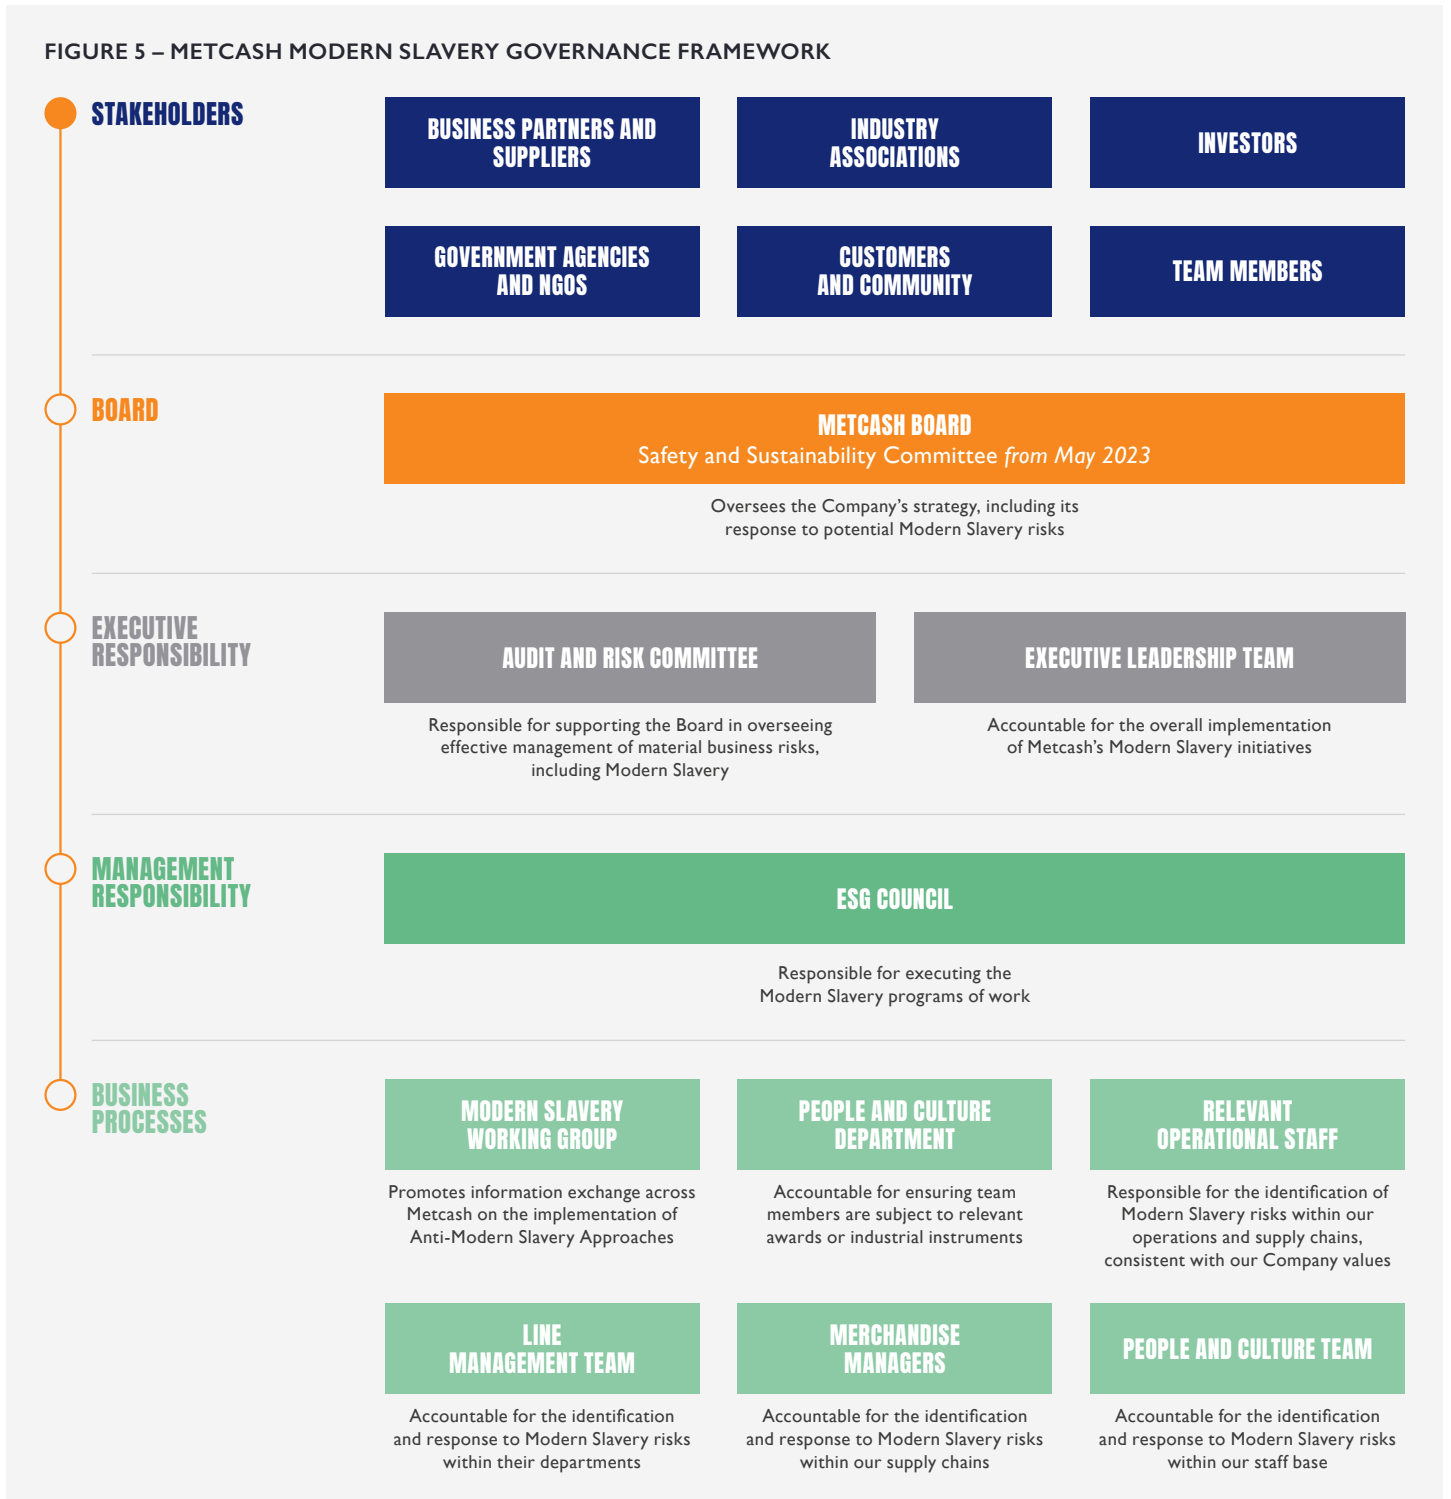 FIGURE 5 – METCASH MODERN SLAVERY GOVERNANCE FRAMEWORK
STAKEHOLDERS
BUSINESS PARTNERS AND
SUPPLIERS
INDUSTRY
ASSOCIATIONS
INVESTORS
GOVERNMENT AGENCIES
AND NGOS
CUSTOMERS
AND COMMUNITY
TEAM MEMBERS
BOARD
METCASH BOARD
Safety and Sustainability Committee from May 2023
Oversees the Company’s strategy, including its
response to potential Modern Slavery risks
EXECUTIVE
RESPONSIBILITY
AUDIT AND RISK COMMITTEE
Responsible for supporting the Board in overseeing
effective management of material business risks,
including Modern Slavery
EXECUTIVE LEADERSHIP TEAM
Accountable for the overall implementation
of Metcash’s Modern Slavery initiatives
MANAGEMENT
RESPONSIBILITY
ESG COUNCIL
Responsible for executing the
Modern Slavery programs of work
BUSINESS
PROCESSES
MODERN SLAVERY
WORKING GROUP
Promotes information exchange across
Metcash on the implementation of
Anti-Modern Slavery Approaches
PEOPLE AND CULTURE
DEPARTMENT
Accountable for ensuring team
members are subject to relevant
awards or industrial instruments
RELEVANT
OPERATIONAL STAFF
Responsible for the identification of
Modern Slavery risks within our
operations and supply chains,
consistent with our Company values
LINE
MANAGEMENT TEAM
Accountable for the identification
and response to Modern Slavery risks
within their departments
MERCHANDISE
MANAGERS
Accountable for the identification
and response to Modern Slavery risks
within our supply chains
PEOPLE AND CULTURE TEAM
Accountable for the identification
and response to Modern Slavery risks
within our staff base